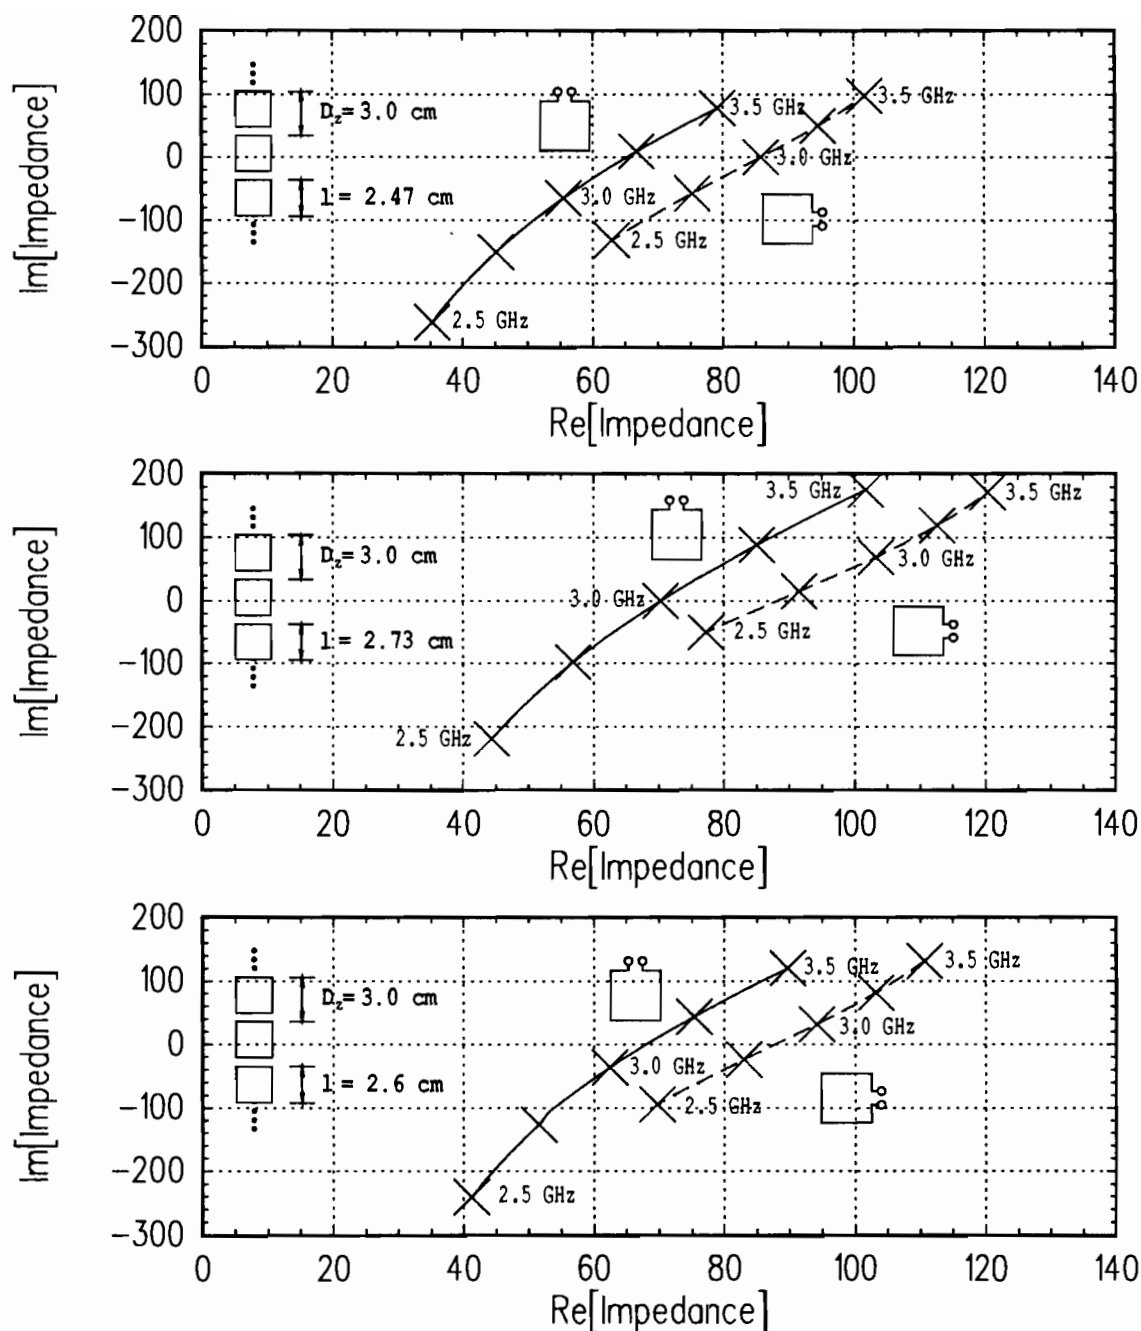 200
100
0
−100
−200
−300
Im[Impedance]
D_z= 3.0 cm
l = 2.47 cm
3.5 GHz
3.5 GHz
3.0 GHz
3.0 GHz
2.5 GHz
2.5 GHz
0 20 40 60 80 100 120 140
Re[Impedance]
200
100
0
−100
−200
−300
Im[Impedance]
D_z= 3.0 cm
l = 2.73 cm
3.5 GHz
3.5 GHz
3.0 GHz
3.0 GHz
2.5 GHz
2.5 GHz
0 20 40 60 80 100 120 140
Re[Impedance]
200
100
0
−100
−200
−300
Im[Impedance]
D_z= 3.0 cm
l = 2.6 cm
3.5 GHz
3.5 GHz
3.0 GHz
3.0 GHz
2.5 GHz
2.5 GHz
0 20 40 60 80 100 120 140
Re[Impedance]